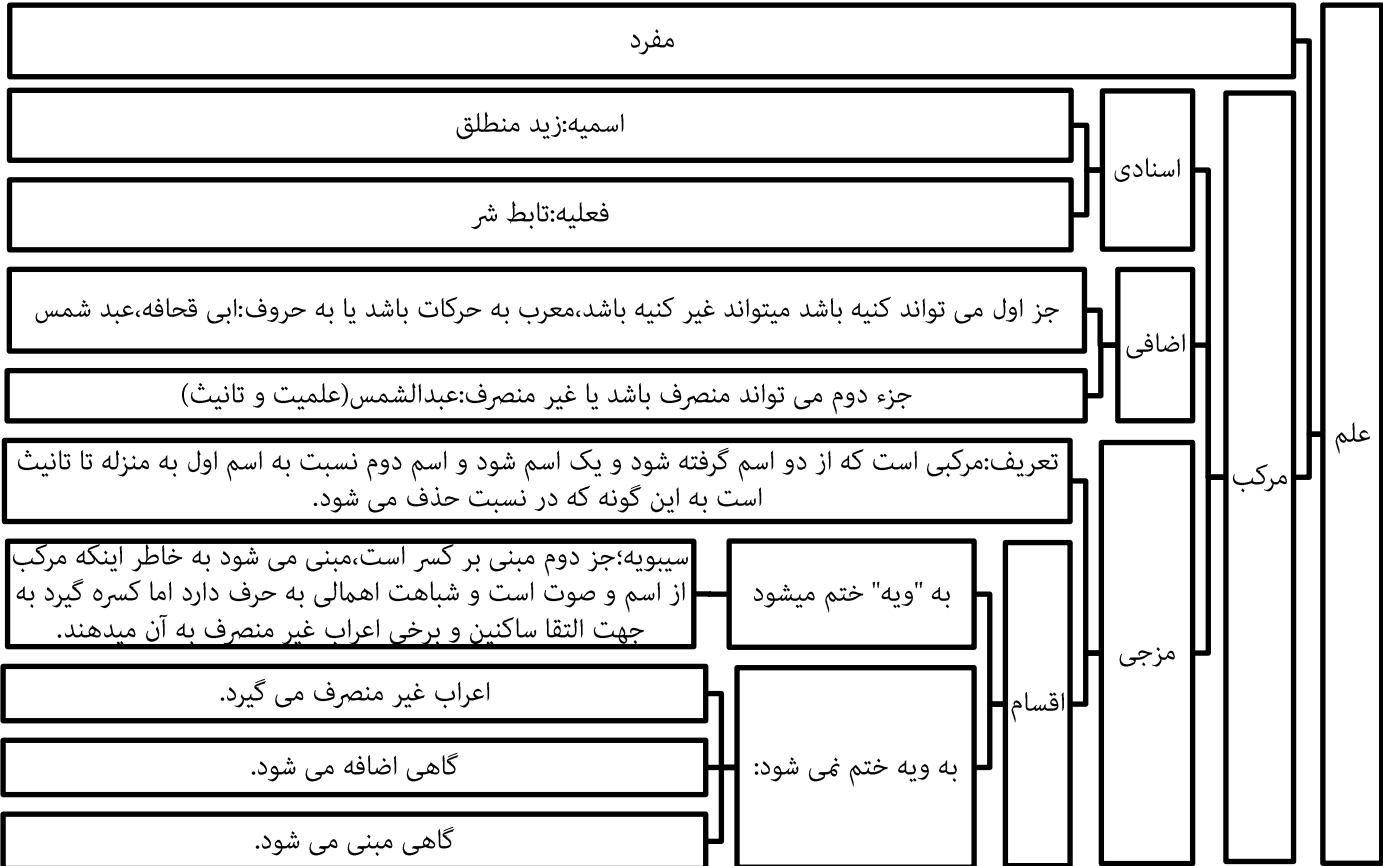 علم
مفرد
مرکب
اسنادی
اسمیه:زید منطلق
فعلیه:تابط شر
اضافی
جز اول می تواند کنیه باشد میتواند غیر کنیه باشد،معرب به حرکات باشد یا به حروف:ابی قحافه،عبد شمس
جزء دوم می تواند منصرف باشد یا غیر منصرف:عبدالشمس(علمیت و تانیث)
مزجی
تعریف:مرکبی است که از دو اسم گرفته شود و یک اسم شود و اسم دوم نسبت به اسم اول به منزله تا تانیث
است به این گونه که در نسبت حذف می شود.
اقسام
به "ویه" ختم میشود
سیبویه؛جز دوم مبنی بر کسر است،مبنی می شود به خاطر اینکه مرکب
از اسم و صوت است و شباهت اهمالی به حرف دارد اما کسره گیرد به
جهت التقا ساکنین و برخی اعراب غیر منصرف به آن میدهند.
به ویه ختم نمی شود:
اعراب غیر منصرف می گیرد.
گاهی اضافه می شود.
گاهی مبنی می شود.